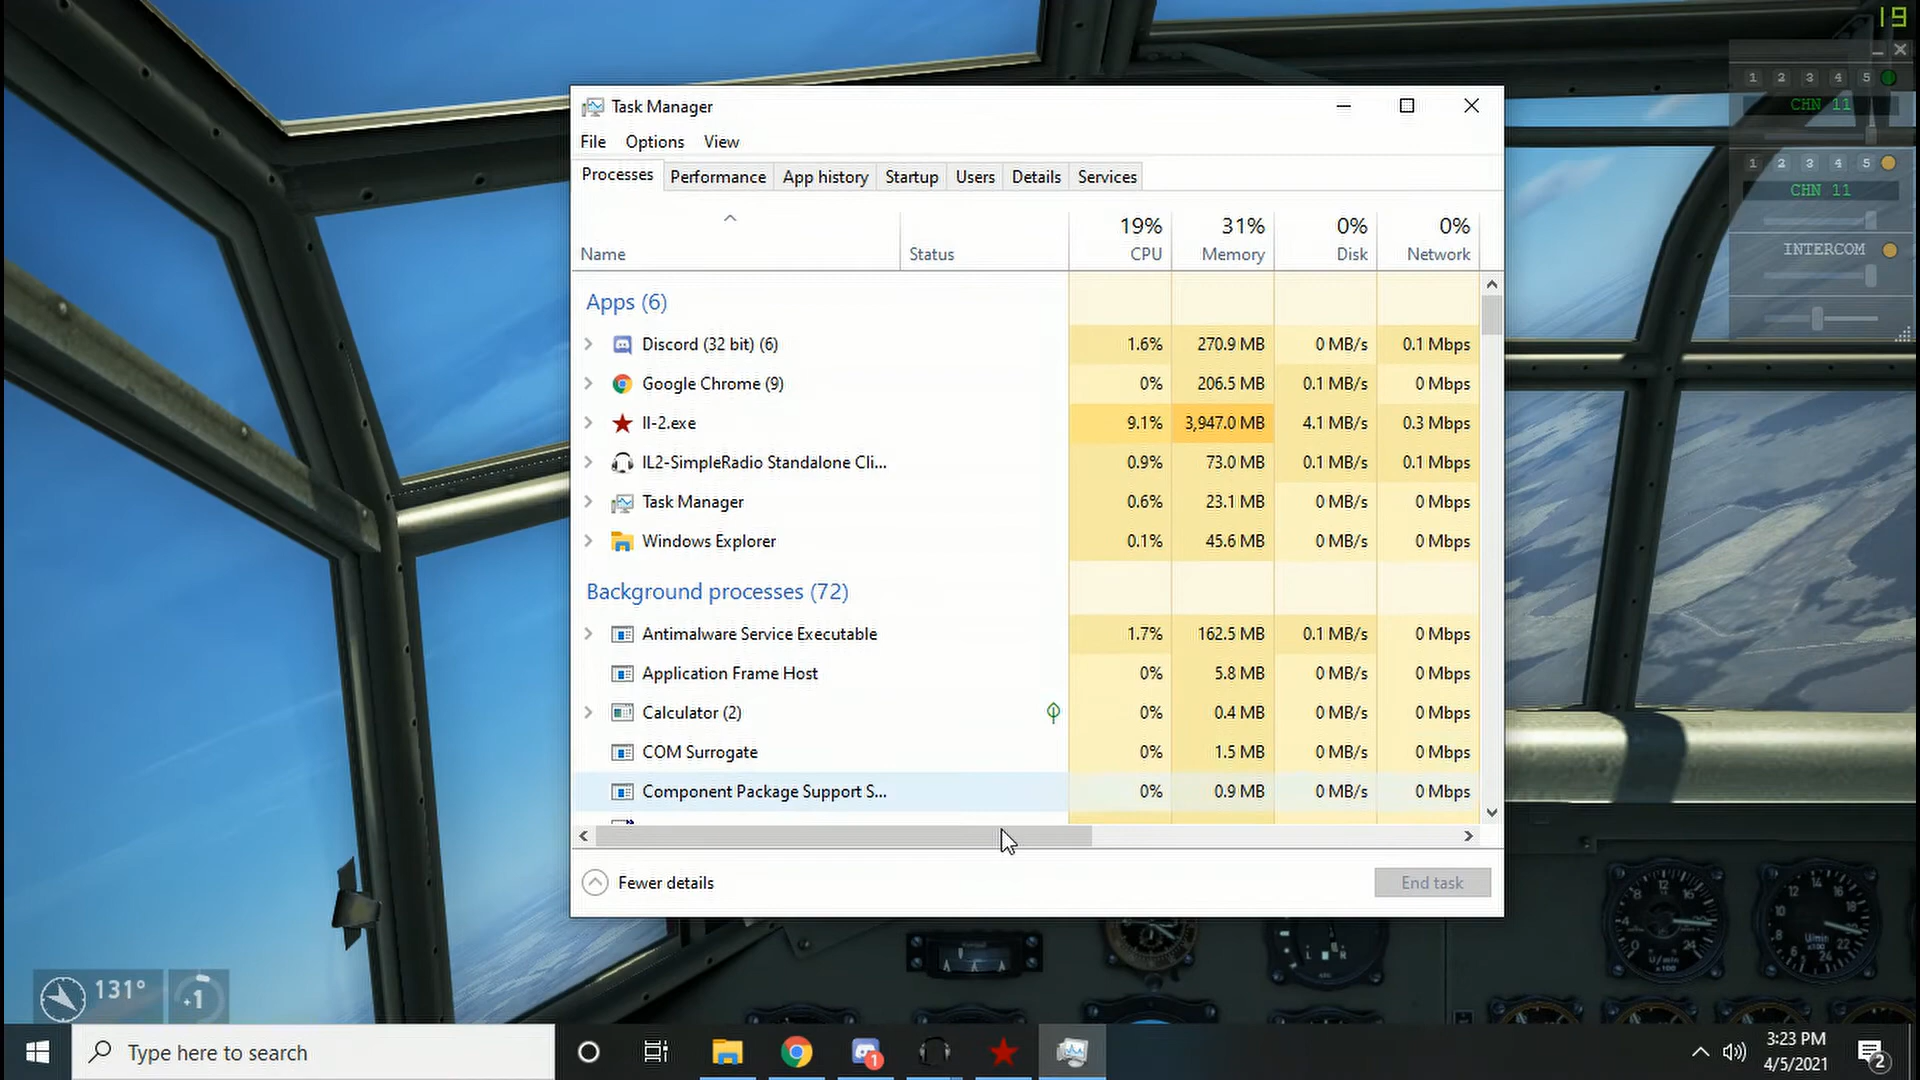 19
Task Manager
File Options View
Processes Performance App history Startup Users Details Services
19% 31% 0% 0%
Name Status CPU Memory Disk Network
Apps (6)
Discord (32 bit) (6) 1.6% 270.9 MB 0 MB/s 0.1 Mbps
Google Chrome (9) 0% 206.5 MB 0.1 MB/s 0 Mbps
Il-2.exe 9.1% 3,947.0 MB 4.1 MB/s 0.3 Mbps
IL2-SimpleRadio Standalone Cli... 0.9% 73.0 MB 0.1 MB/s 0.1 Mbps
Task Manager 0.6% 23.1 MB 0 MB/s 0 Mbps
Windows Explorer 0.1% 45.6 MB 0 MB/s 0 Mbps
Background processes (72)
Antimalware Service Executable 1.7% 162.5 MB 0.1 MB/s 0 Mbps
Application Frame Host 0% 5.8 MB 0 MB/s 0 Mbps
Calculator (2) 0% 0.4 MB 0 MB/s 0 Mbps
COM Surrogate 0% 1.5 MB 0 MB/s 0 Mbps
Component Package Support S... 0% 0.9 MB 0 MB/s 0 Mbps
Fewer details End task
1 2 3 4 5
CHN 11
1 2 3 4 5
CHN 11
INTERCOM
131° +1
Type here to search
1
3:23 PM
4/5/2021
2